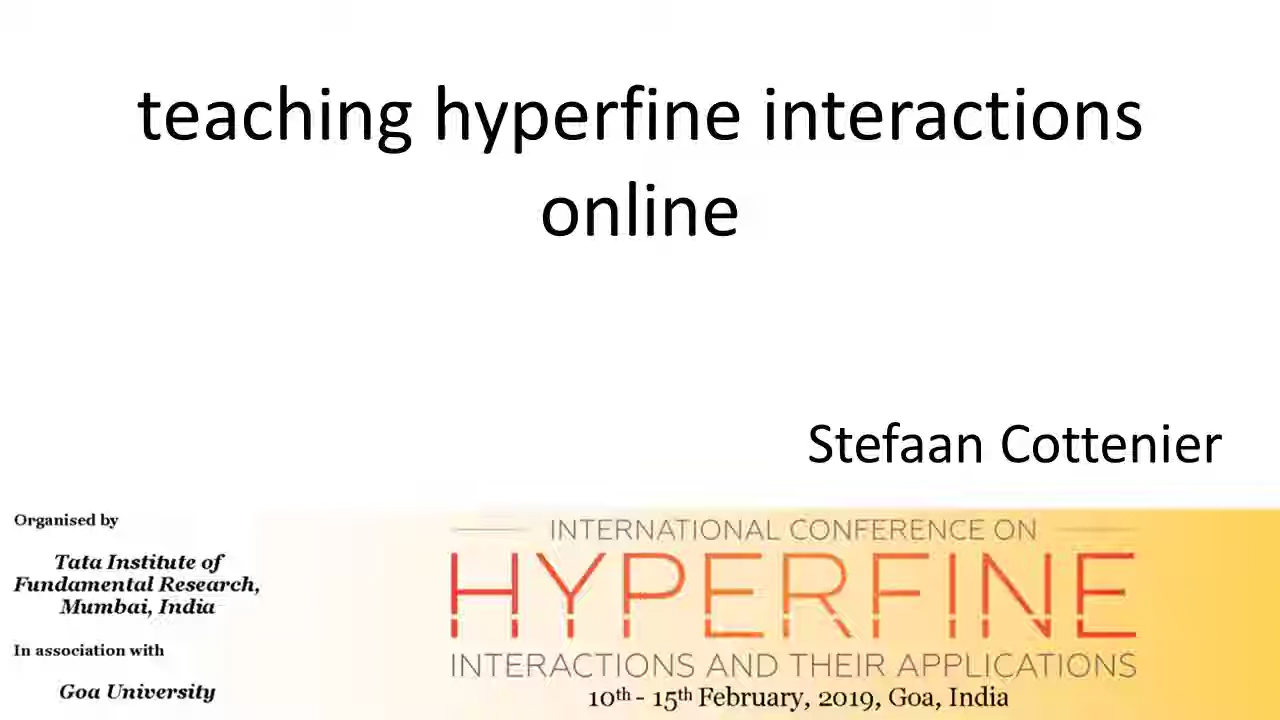 teaching hyperfine interactions
online
Stefaan Cottenier
Organised by
Tata Institute of
Fundamental Research,
Mumbai, India
In association with
Goa University
INTERNATIONAL CONFERENCE ON
HYPERFINE
INTERACTIONS AND THEIR APPLICATIONS
10th - 15th February, 2019, Goa, India